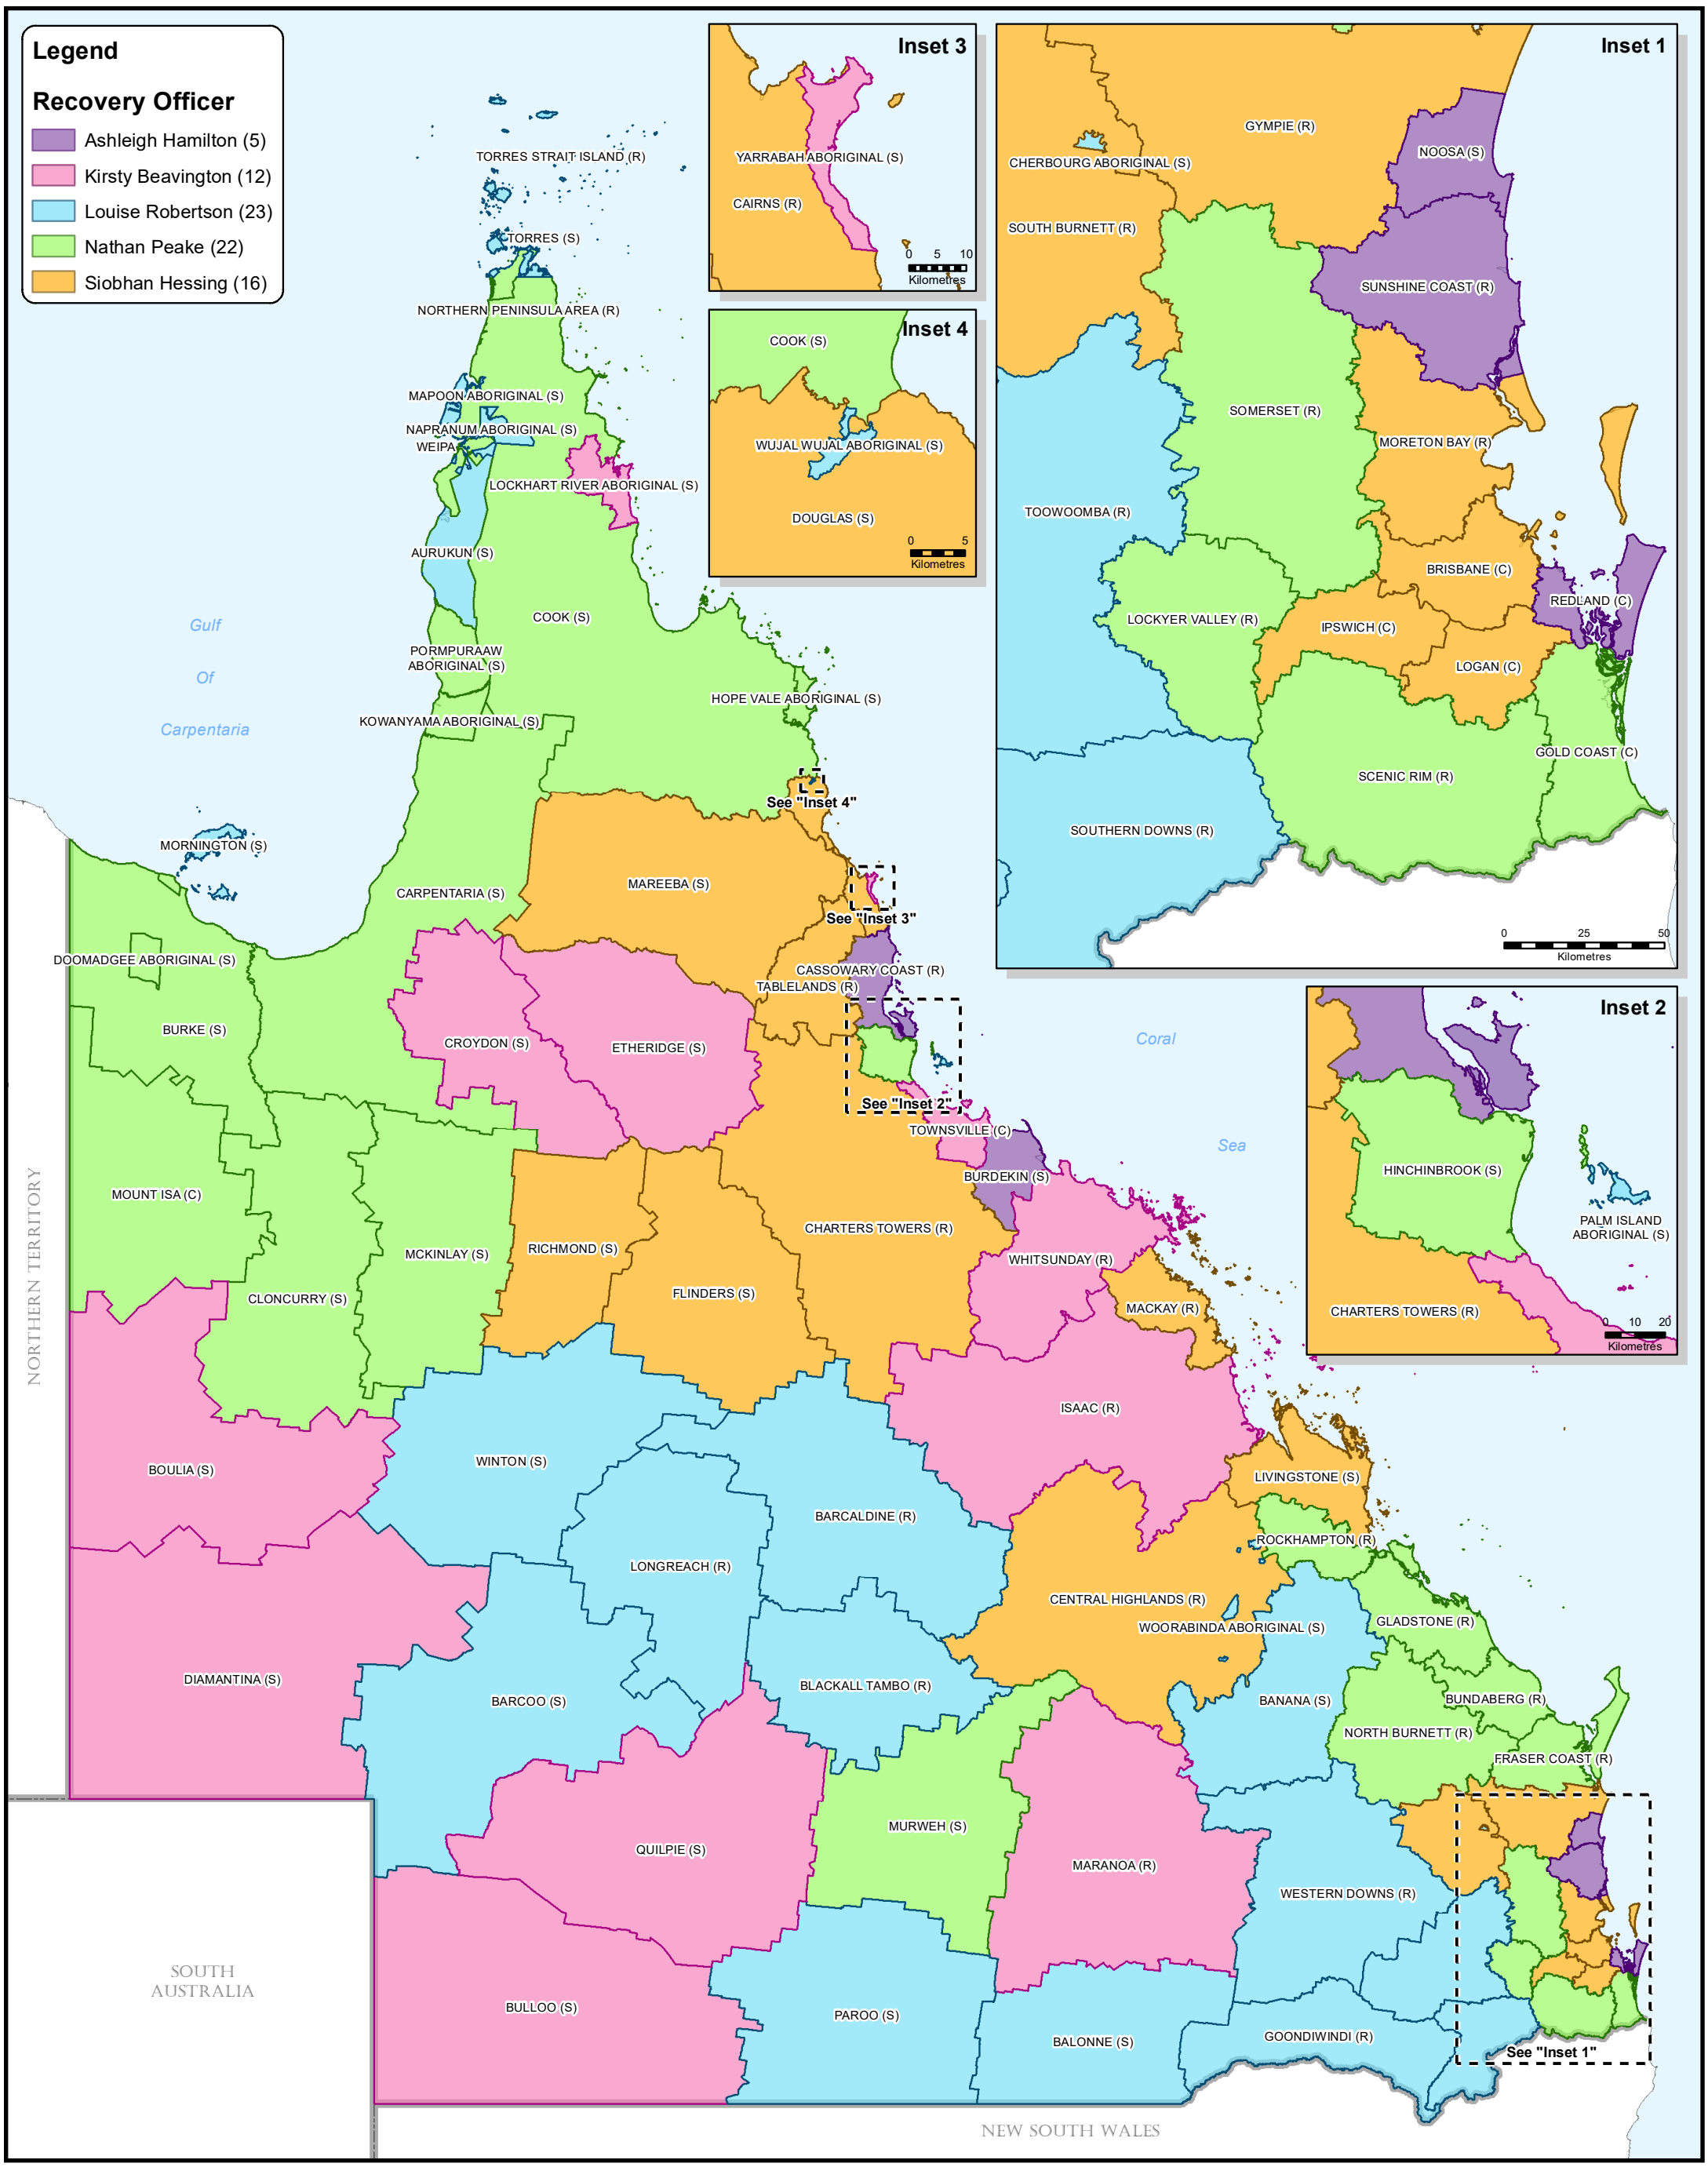 Legend
Recovery Officer
Ashleigh Hamilton (5)
Kirsty Beavington (12)
Louise Robertson (23)
Nathan Peake (22)
Siobhan Hessing (16)
Inset 3
YARRABAH ABORIGINAL (S)
CAIRNS (R)
0 5 10
Kilometres
Inset 4
COOK (S)
WUJAL WUJAL ABORIGINAL (S)
DOUGLAS (S)
0 5
Kilometres
Inset 1
GYMPIE (R)
NOOSA (S)
CHERBOURG ABORIGINAL (S)
SOUTH BURNETT (R)
SUNSHINE COAST (R)
SOMERSET (R)
MORETON BAY (R)
TOOWOOMBA (R)
BRISBANE (C)
REDLAND (C)
LOCKYER VALLEY (R)
IPSWICH (C)
LOGAN (C)
GOLD COAST (C)
SCENIC RIM (R)
SOUTHERN DOWNS (R)
0 25 50
Kilometres
Inset 2
HINCHINBROOK (S)
PALM ISLAND
ABORIGINAL (S)
CHARTERS TOWERS (R)
0 10 20
Kilometres
TORRES STRAIT ISLAND (R)
TORRES (S)
NORTHERN PENINSULA AREA (R)
MAPOON ABORIGINAL (S)
NAPRANUM ABORIGINAL (S)
WEIPA
LOCKHART RIVER ABORIGINAL (S)
AURUKUN (S)
COOK (S)
Gulf
Of
Carpentaria
PORMPURAAW
ABORIGINAL (S)
HOPE VALE ABORIGINAL (S)
KOWANYAMA ABORIGINAL (S)
See "Inset 4"
MORNINGTON (S)
MAREEBA (S)
CARPENTARIA (S)
See "Inset 3"
DOOMADGEE ABORIGINAL (S)
CASSOWARY COAST (R)
TABLELANDS (R)
BURKE (S)
CROYDON (S)
ETHERIDGE (S)
Coral
Sea
See "Inset 2"
TOWNSVILLE (C)
BURDEKIN (S)
MOUNT ISA (C)
CHARTERS TOWERS (R)
MCKINLAY (S)
RICHMOND (S)
WHITSUNDAY (R)
CLONCURRY (S)
FLINDERS (S)
MACKAY (R)
NORTHERN TERRITORY
ISAAC (R)
BOULIA (S)
WINTON (S)
LIVINGSTONE (S)
BARCALDINE (R)
ROCKHAMPTON (R)
LONGREACH (R)
CENTRAL HIGHLANDS (R)
WOORABINDA ABORIGINAL (S)
GLADSTONE (R)
DIAMANTINA (S)
BLACKALL TAMBO (R)
BARCOO (S)
BANANA (S)
BUNDABERG (R)
NORTH BURNETT (R)
FRASER COAST (R)
MURWEH (S)
QUILPIE (S)
MARANOA (R)
WESTERN DOWNS (R)
SOUTH
AUSTRALIA
BULLOO (S)
PAROO (S)
BALONNE (S)
GOONDIWINDI (R)
See "Inset 1"
NEW SOUTH WALES